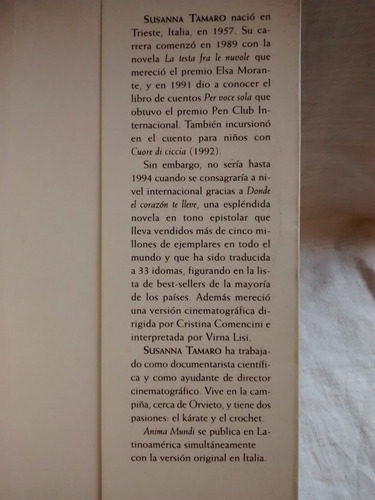 SUSANNA TAMARO nació en
Trieste, Italia, en 1957. Su ca-
rrera comenzó en 1989 con la
novela La testa fra le nuvole que
mereció el premio Elsa Moran-
te, y en 1991 dio a conocer el
libro de cuentos Per voce sola que
obtuvo el premio Pen Club In-
ternacional. También incursionó
en el cuento para niños con
Cuore di ciccia (1992).
Sin embargo, no sería hasta
1994 cuando se consagraría a ni-
vel internacional gracias a Donde
el corazón te lleve, una espléndida
novela en tono epistolar que
lleva vendidos más de cinco mi-
llones de ejemplares en todo el
mundo y que ha sido traducida
a 33 idomas, figurando en la lis-
ta de best-sellers de la mayoría
de los países. Además mereció
una versión cinematográfica di-
rigida por Cristina Comencini e
interpretada por Virna Lisi.
SUSANNA TAMARO ha trabaja-
do como documentarista científi-
ca y como ayudante de director
cinematográfico. Vive en la cam-
piña, cerca de Orvieto, y tiene dos
pasiones: el kárate y el crochet.
Anima Mundi se publica en La-
tinoamérica simultáneamente
con la versión original en Italia.